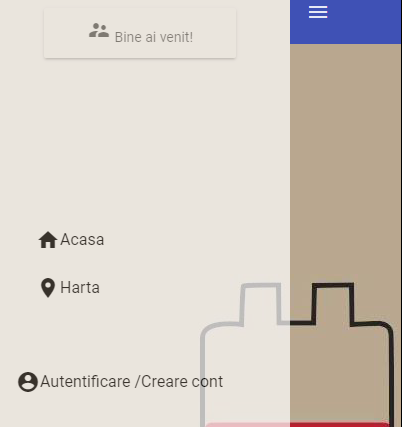 Bine ai venit!
Acasa
Harta
Autentificare /Creare cont